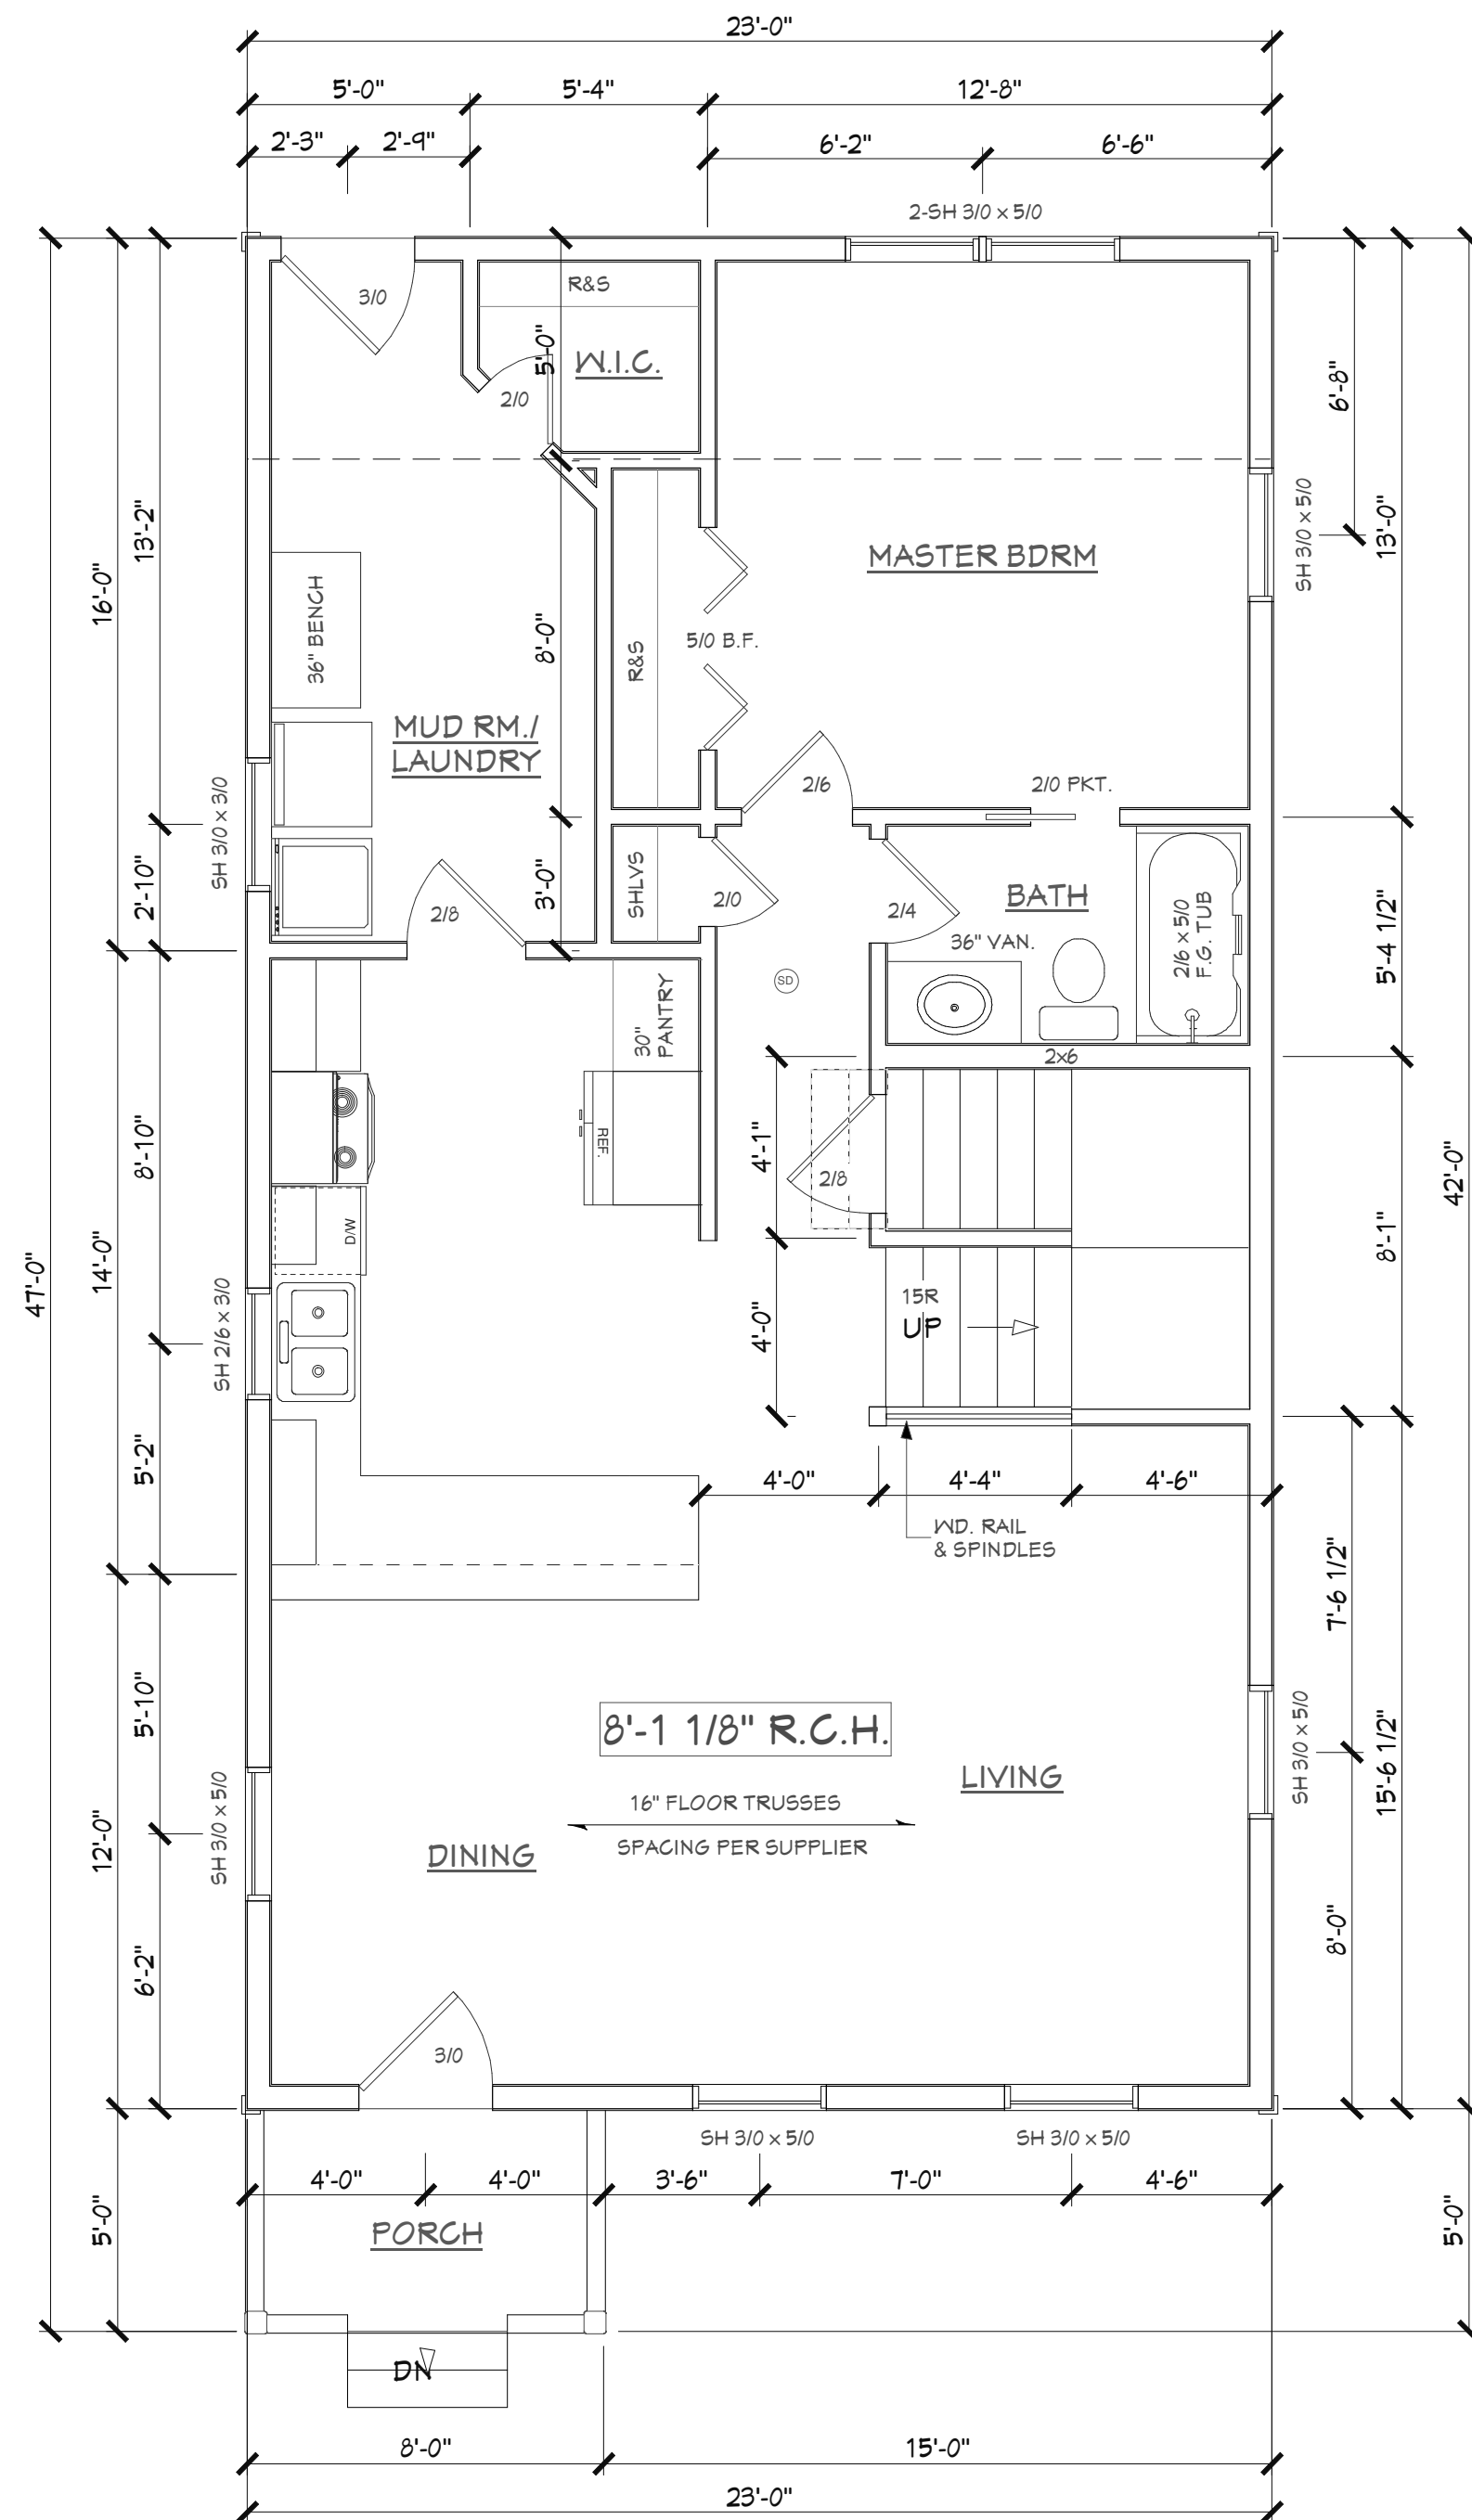 23'-0"
5'-0"
5'-4"
12'-8"
2'-3"
2'-9"
6'-2"
6'-6"
2-SH 3/0 x 5/0
R&S
3/0
5'-0"
W.I.C.
6'-8"
2/0
SH 3/0 x 5/0
13'-0"
13'-2"
MASTER BDRM
16'-0"
36" BENCH
8'-0"
R&S
5/0 B.F.
MUD RM./
LAUNDRY
2/6
2/0 PKT.
SH 3/0 x 3/0
2'-10"
3'-0"
SHLVS
2/0
2/4
BATH
2/8
36" VAN.
2/6 x 5/0
F.G. TUB
5'-4 1/2"
SD
30"
PANTRY
2x6
8'-10"
REF.
4'-1"
2/8
42'-0"
D/W
8'-1"
14'-0"
47'-0"
SH 2/6 x 3/0
4'-0"
15R
UP
5'-2"
4'-0"
4'-4"
4'-6"
WD. RAIL
& SPINDLES
7'-6 1/2"
5'-10"
8'-1 1/8" R.C.H.
SH 3/0 x 5/0
15'-6 1/2"
LIVING
16" FLOOR TRUSSES
SPACING PER SUPPLIER
12'-0"
SH 3/0 x 5/0
DINING
8'-0"
6'-2"
3/0
SH 3/0 x 5/0
SH 3/0 x 5/0
4'-0"
4'-0"
3'-6"
7'-0"
4'-6"
5'-0"
PORCH
5'-0"
DN
8'-0"
15'-0"
23'-0"